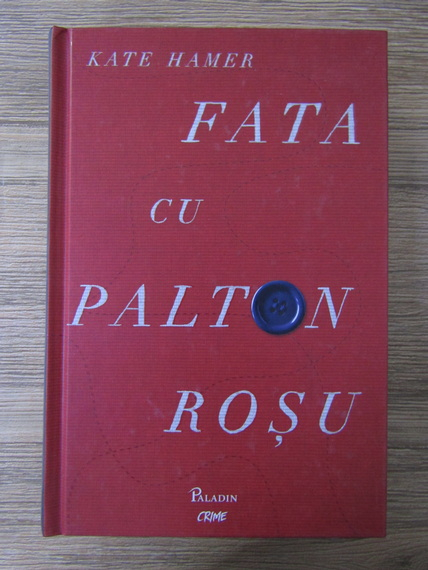 KATE HAMER
FATA
CU
PALTON
ROȘU
PALADIN
CRIME